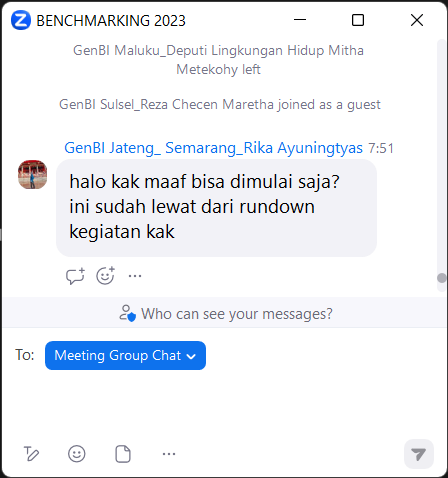 BENCHMARKING 2023
GenBI Maluku_Deputi Lingkungan Hidup Mitha
Metekohy left
GenBI Sulsel_Reza Checen Maretha joined as a guest
GenBI Jateng_ Semarang_Rika Ayuningtyas 7:51
halo kak maaf bisa dimulai saja?
ini sudah lewat dari rundown
kegiatan kak
Who can see your messages?
To: Meeting Group Chat